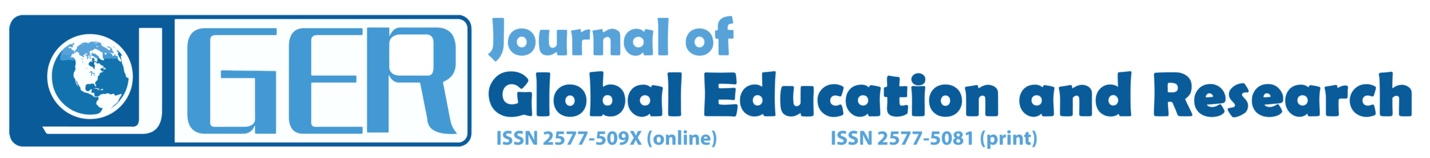 JGER
Journal of
Global Education and Research
ISSN 2577-509X (online) ISSN 2577-5081 (print)